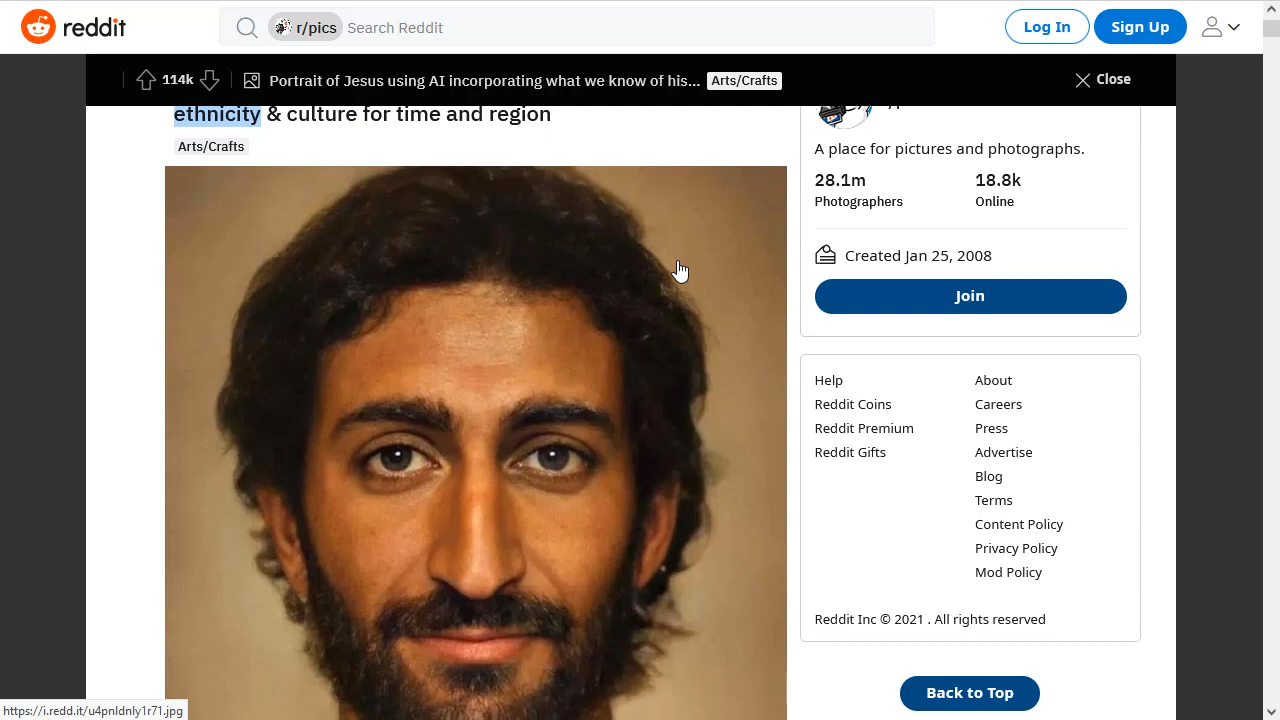 reddit
r/pics Search Reddit
Log In
Sign Up
114k
Portrait of Jesus using AI incorporating what we know of his...
Arts/Crafts
Close
ethnicity & culture for time and region
Arts/Crafts
A place for pictures and photographs.
28.1m 18.8k
Photographers Online
Created Jan 25, 2008
Join
Help About
Reddit Coins Careers
Reddit Premium Press
Reddit Gifts Advertise
Blog
Terms
Content Policy
Privacy Policy
Mod Policy
Reddit Inc © 2021 . All rights reserved
Back to Top
https://i.redd.it/u4pnldnly1r71.jpg